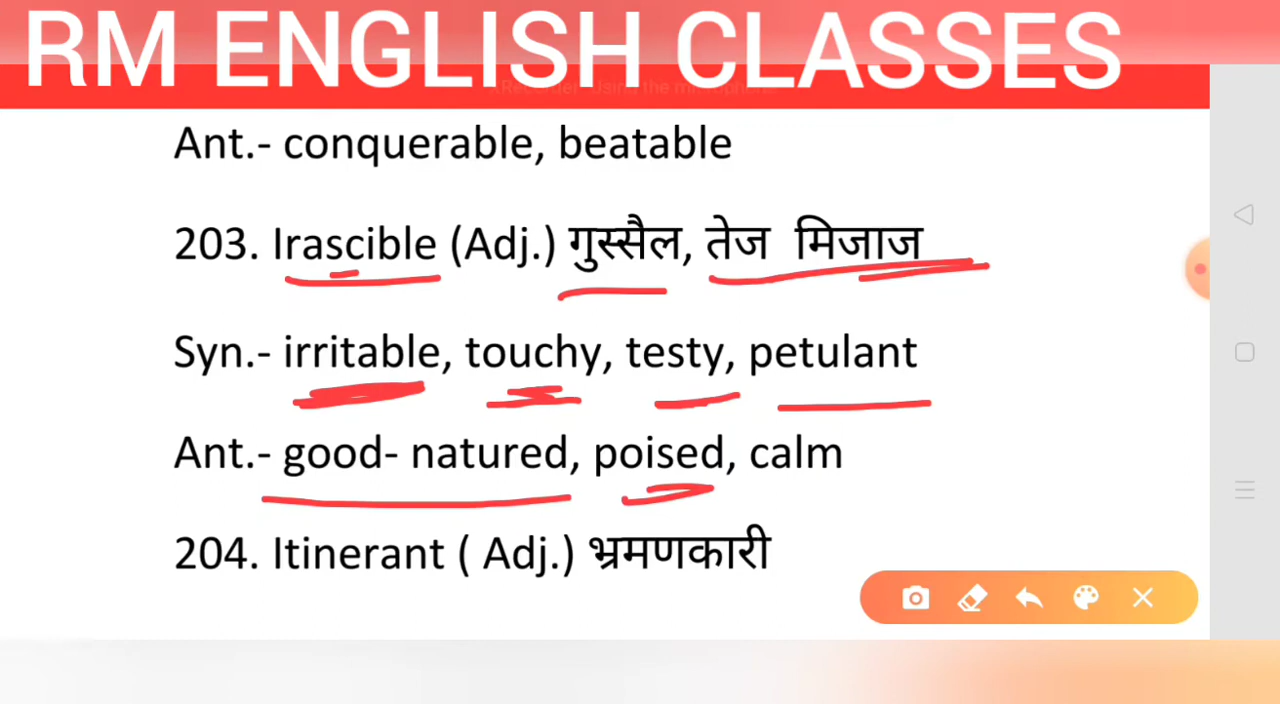 RM ENGLISH CLASSES
Ant.- conquerable, beatable
203. Irascible (Adj.) गुस्सैल, तेज मिजाज
Syn.- irritable, touchy, testy, petulant
Ant.- good- natured, poised, calm
204. Itinerant ( Adj.) भ्रमणकारी